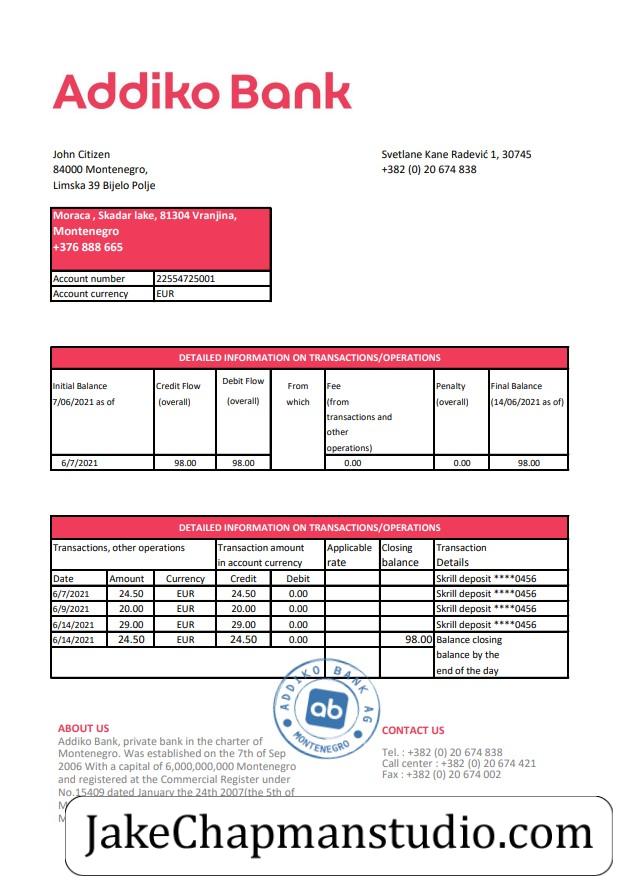 Addiko Bank
John Citizen
84000 Montenegro,
Limska 39 Bijelo Polje
Svetlane Kane Radević 1, 30745
+382 (0) 20 674 838
Moraca , Skadar lake, 81304 Vranjina,
Montenegro
+376 888 665
Account number 22554725001
Account currency EUR
DETAILED INFORMATION ON TRANSACTIONS/OPERATIONS
Initial Balance Credit Flow Debit Flow From Fee Penalty Final Balance
7/06/2021 as of (overall) (overall) which (from (overall) (14/06/2021 as of)
transactions and
other
operations)
6/7/2021 98.00 98.00 0.00 0.00 98.00
DETAILED INFORMATION ON TRANSACTIONS/OPERATIONS
Transactions, other operations Transaction amount Applicable Closing Transaction
in account currency rate balance Details
Date Amount Currency Credit Debit Skrill deposit ****0456
6/7/2021 24.50 EUR 24.50 0.00 Skrill deposit ****0456
6/9/2021 20.00 EUR 20.00 0.00 Skrill deposit ****0456
6/14/2021 29.00 EUR 29.00 0.00 Skrill deposit ****0456
6/14/2021 24.50 EUR 24.50 0.00 98.00 Balance closing
balance by the
end of the day
ADDIKO BANK AG
ab
MONTENEGRO
ABOUT US
Addiko Bank, private bank in the charter of
Montenegro. Was established on the 7th of Sep
2006 With a capital of 6,000,000,000 Montenegro
and registered at the Commercial Register under
No.15409 dated January the 24th 2007(the 5th of
CONTACT US
Tel. : +382 (0) 20 674 838
Call center : +382 (0) 20 674 421
Fax : +382 (0) 20 674 002
JakeChapmanstudio.com